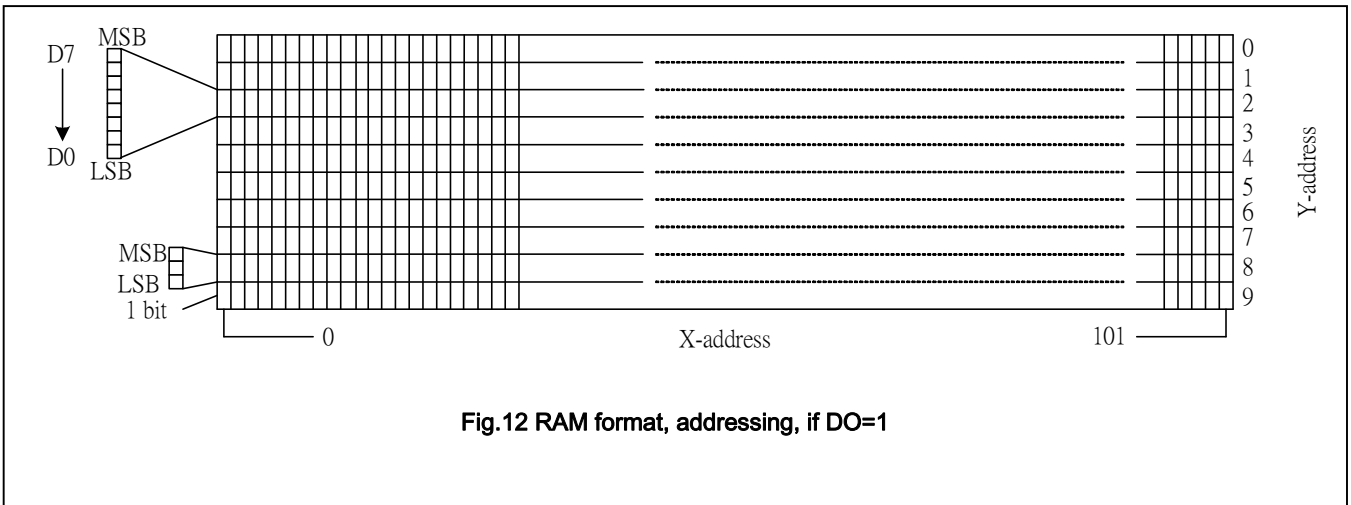 MSB
D7
D0
LSB
MSB
LSB
1 bit
0
1
2
3
4
5
6
7
8
9
Y-address
0
X-address
101
Fig.12 RAM format, addressing, if DO=1